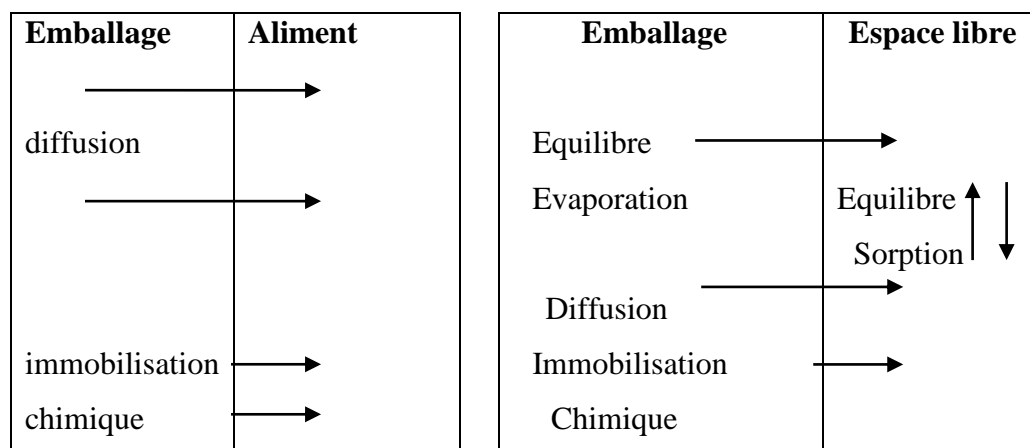 Emballage Aliment
diffusion
immobilisation
chimique
Emballage Espace libre
Equilibre
Evaporation Equilibre
Sorption
Diffusion
Immobilisation
Chimique